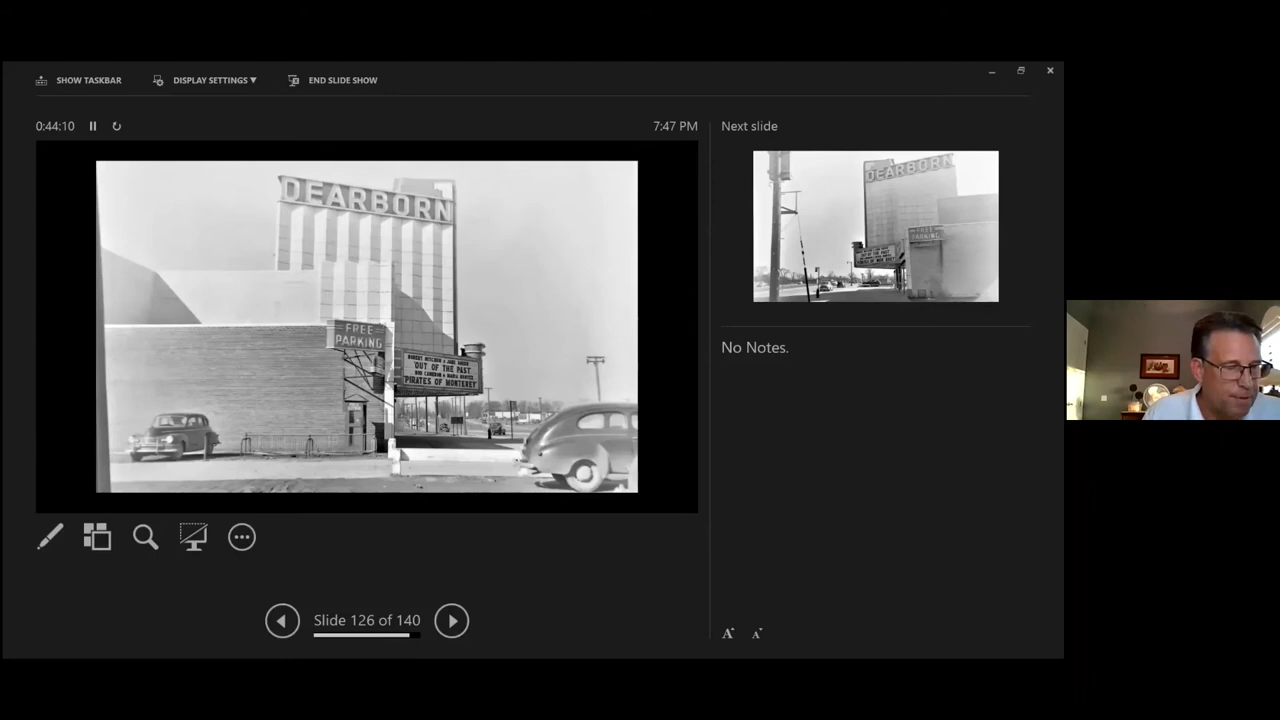 SHOW TASKBAR
DISPLAY SETTINGS ▼
END SLIDE SHOW
0:44:10
7:47 PM
Next slide
DEARBORN
FREE
PARKING
ROBERT MITCHUM & JANE GREER
"OUT OF THE PAST"
ROD CAMERON & MARIA MONTEZ
"PIRATES OF MONTEREY"
DEARBORN
FREE
PARKING
No Notes.
Slide 126 of 140
A
A